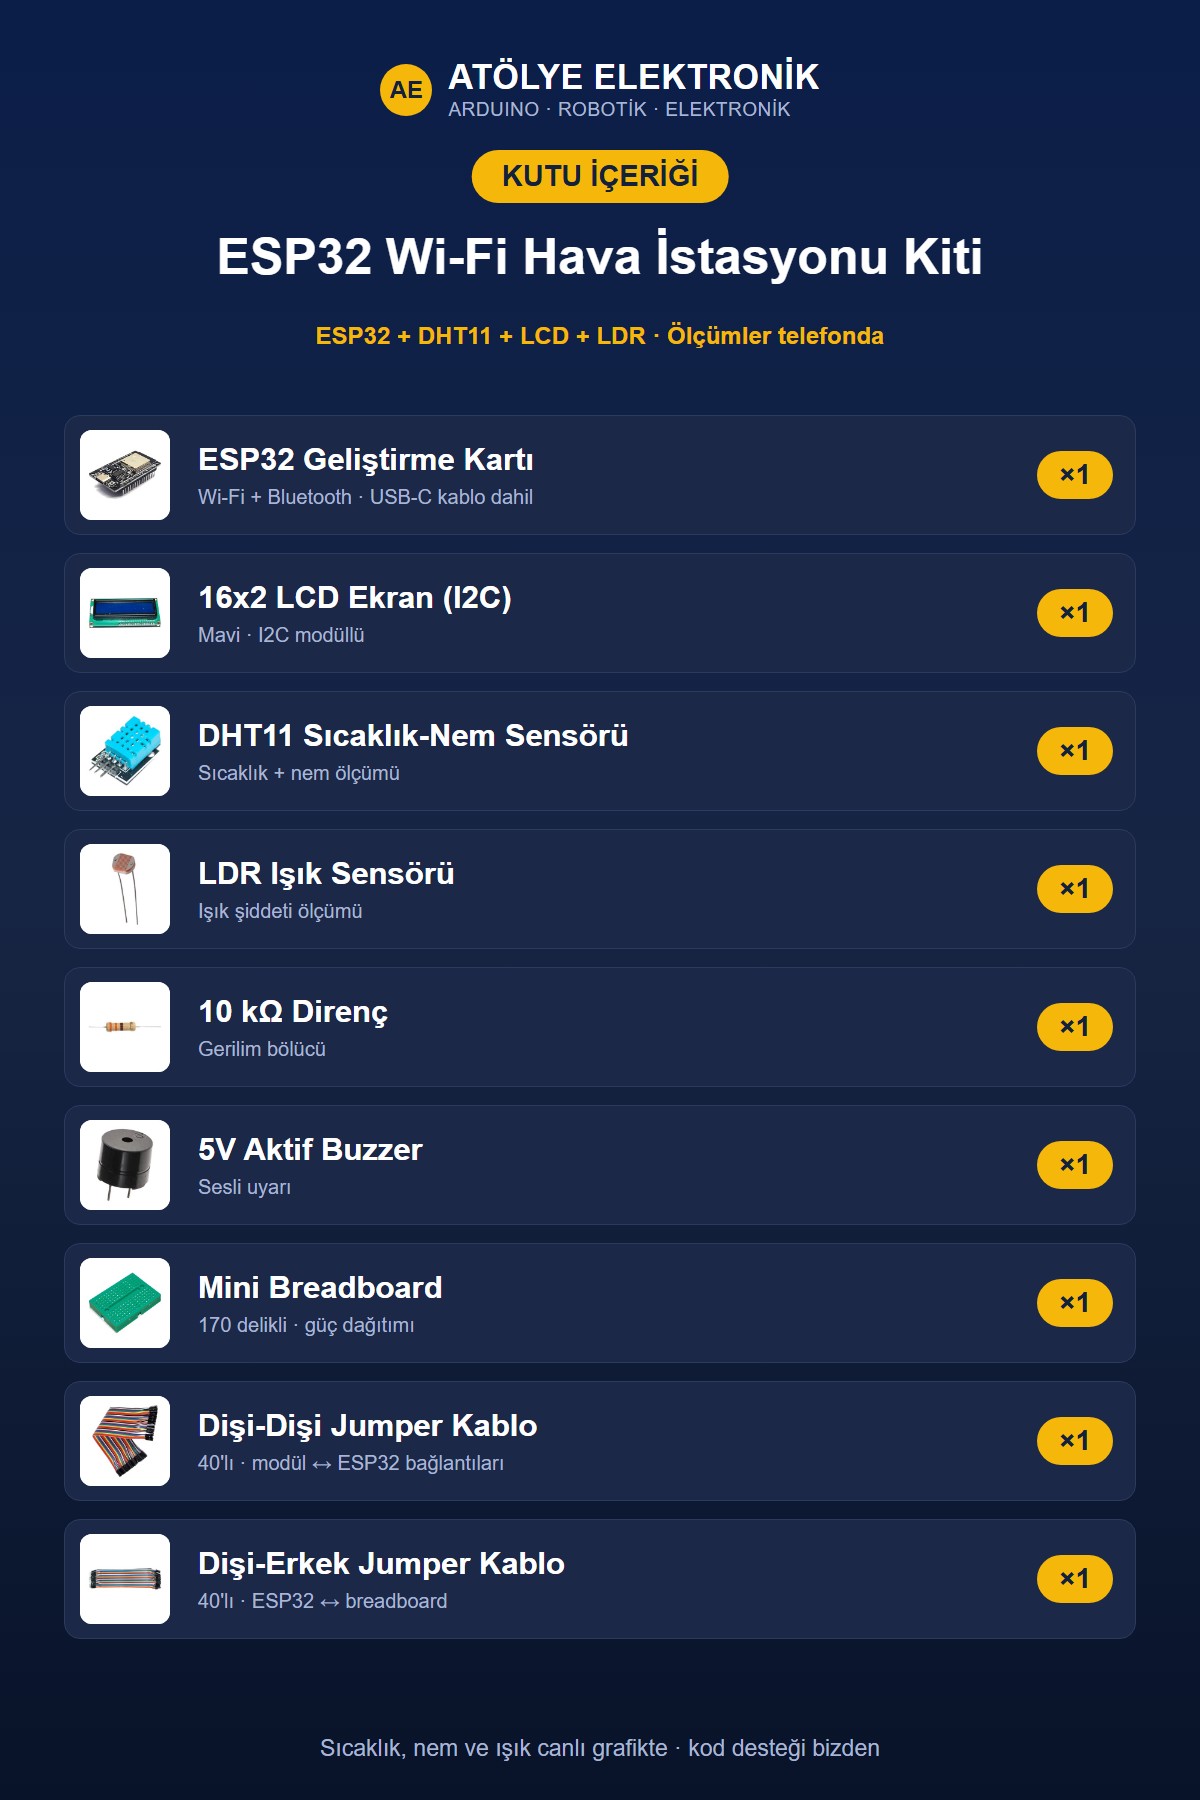 AE
ATÖLYE ELEKTRONİK
ARDUINO · ROBOTİK · ELEKTRONİK
KUTU İÇERİĞİ
ESP32 Wi-Fi Hava İstasyonu Kiti
ESP32 + DHT11 + LCD + LDR · Ölçümler telefonda
ESP32 Geliştirme Kartı
Wi-Fi + Bluetooth · USB-C kablo dahil
×1
16x2 LCD Ekran (I2C)
Mavi · I2C modüllü
×1
DHT11 Sıcaklık-Nem Sensörü
Sıcaklık + nem ölçümü
×1
LDR Işık Sensörü
Işık şiddeti ölçümü
×1
10 kΩ Direnç
Gerilim bölücü
×1
5V Aktif Buzzer
Sesli uyarı
×1
Mini Breadboard
170 delikli · güç dağıtımı
×1
Dişi-Dişi Jumper Kablo
40'lı · modül ↔ ESP32 bağlantıları
×1
Dişi-Erkek Jumper Kablo
40'lı · ESP32 ↔ breadboard
×1
Sıcaklık, nem ve ışık canlı grafikte · kod desteği bizden